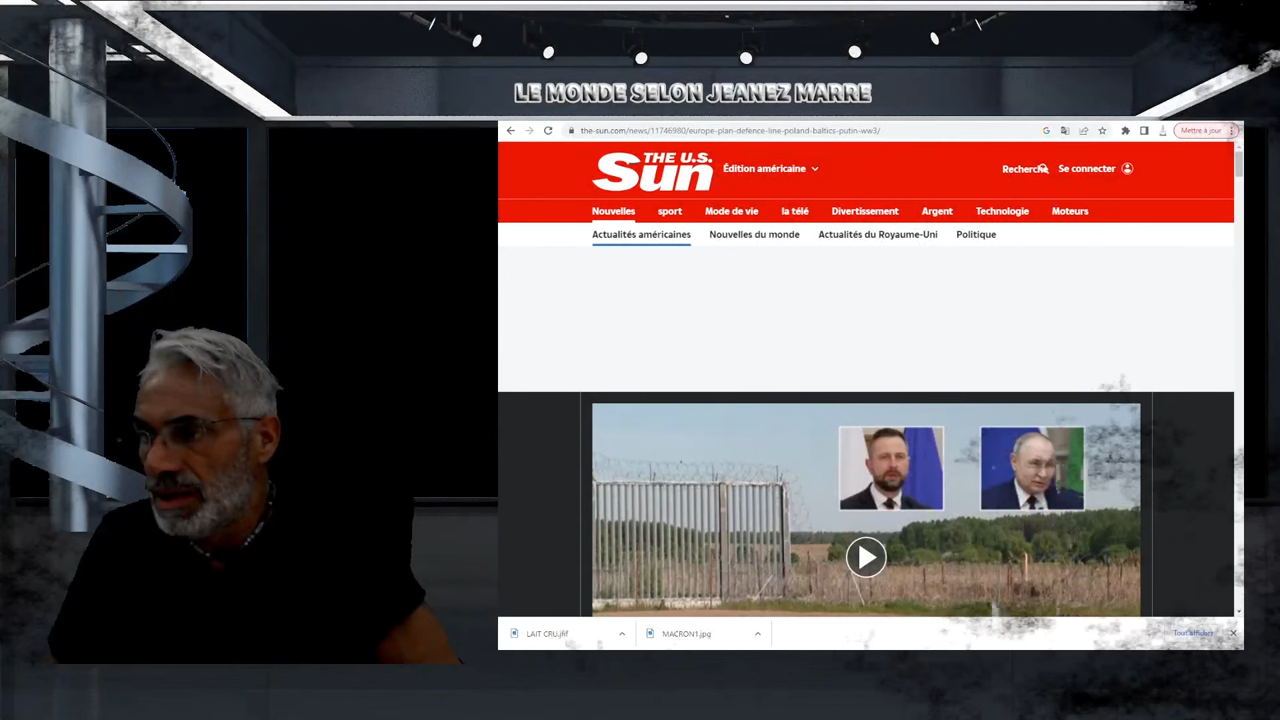 LE MONDE SELON JEANEZ MARRE
the-sun.com/news/11746980/europe-plan-defence-line-poland-baltics-putin-ww3/
Mettre à jour
THE U.S.
Sun
Édition américaine
Recherche
Se connecter
Nouvelles sport Mode de vie la télé Divertissement Argent Technologie Moteurs
Actualités américaines Nouvelles du monde Actualités du Royaume-Uni Politique
LAIT CRU.jfif MACRON1.jpg Tout afficher